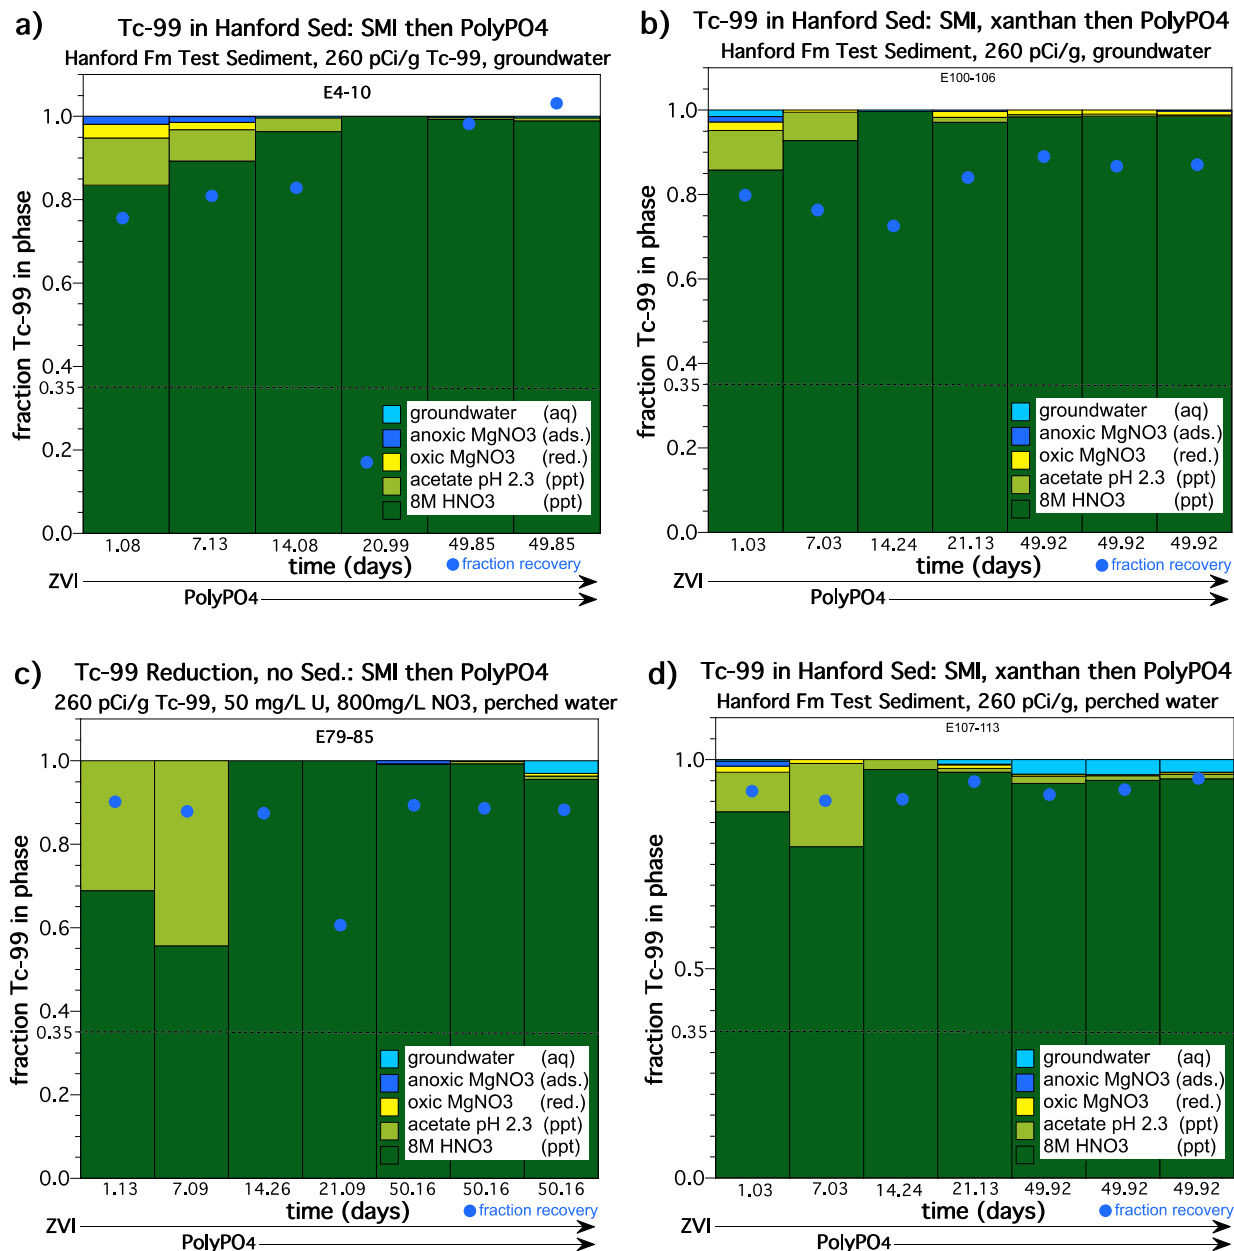 a) Tc-99 in Hanford Sed: SMI then PolyPO4
Hanford Fm Test Sediment, 260 pCi/g Tc-99, groundwater
E4-10
fraction Tc-99 in phase
1.0
0.8
0.6
0.4
0.35
0.2
0.0
groundwater (aq)
anoxic MgNO3 (ads.)
oxic MgNO3 (red.)
acetate pH 2.3 (ppt)
8M HNO3 (ppt)
1.08 7.13 14.08 20.99 49.85 49.85
time (days)
fraction recovery
ZVI
PolyPO4
b) Tc-99 in Hanford Sed: SMI, xanthan then PolyPO4
Hanford Fm Test Sediment, 260 pCi/g, groundwater
E100-106
fraction Tc-99 in phase
1.0
0.8
0.6
0.4
0.35
0.2
0.0
groundwater (aq)
anoxic MgNO3 (ads.)
oxic MgNO3 (red.)
acetate pH 2.3 (ppt)
8M HNO3 (ppt)
1.03 7.03 14.24 21.13 49.92 49.92 49.92
time (days)
fraction recovery
ZVI
PolyPO4
c) Tc-99 Reduction, no Sed.: SMI then PolyPO4
260 pCi/g Tc-99, 50 mg/L U, 800mg/L NO3, perched water
E79-85
fraction Tc-99 in phase
1.0
0.8
0.6
0.4
0.35
0.2
0.0
groundwater (aq)
anoxic MgNO3 (ads.)
oxic MgNO3 (red.)
acetate pH 2.3 (ppt)
8M HNO3 (ppt)
1.13 7.09 14.26 21.09 50.16 50.16 50.16
time (days)
fraction recovery
ZVI
PolyPO4
d) Tc-99 in Hanford Sed: SMI, xanthan then PolyPO4
Hanford Fm Test Sediment, 260 pCi/g, perched water
E107-113
fraction Tc-99 in phase
1.0
0.5
0.35
0.0
groundwater (aq)
anoxic MgNO3 (ads.)
oxic MgNO3 (red.)
acetate pH 2.3 (ppt)
8M HNO3 (ppt)
1.03 7.03 14.24 21.13 49.92 49.92 49.92
time (days)
fraction recovery
ZVI
PolyPO4